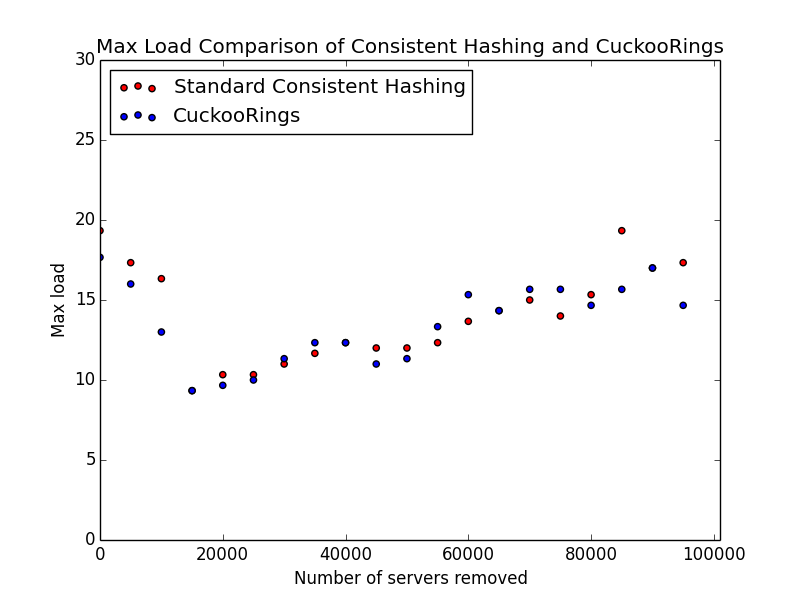 Max Load Comparison of Consistent Hashing and CuckooRings
30
Standard Consistent Hashing
CuckooRings
25
20
15
10
5
0
Max load
0 20000 40000 60000 80000 100000
Number of servers removed